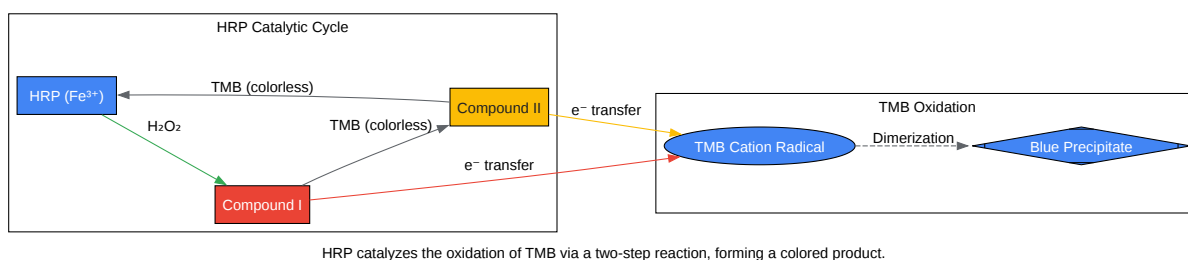 HRP Catalytic Cycle
HRP (Fe³⁺)
TMB (colorless)
Compound II
e⁻ transfer
H₂O₂
TMB (colorless)
Compound I
e⁻ transfer
TMB Oxidation
TMB Cation Radical
Dimerization
Blue Precipitate
HRP catalyzes the oxidation of TMB via a two-step reaction, forming a colored product.